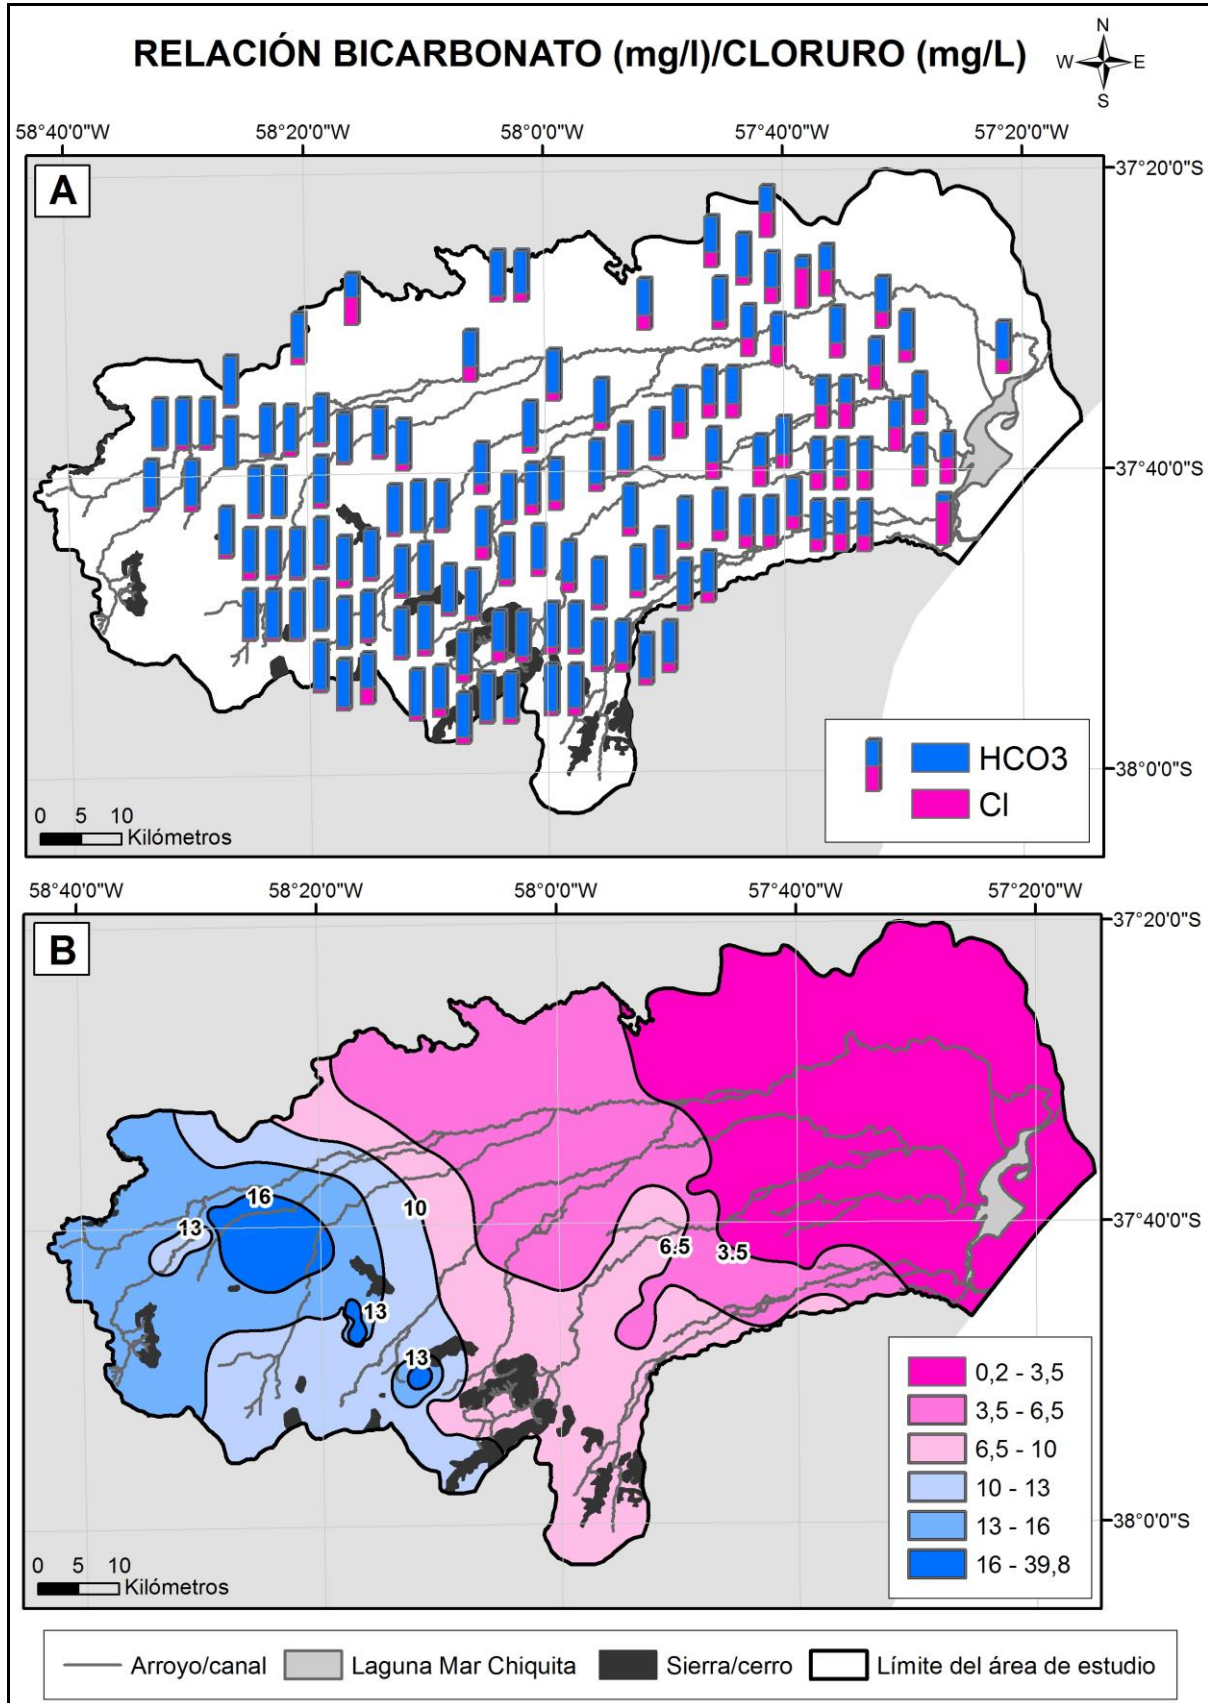 RELACIÓN BICARBONATO (mg/l)/CLORURO (mg/L)
N
W E
S
58°40'0"W 58°20'0"W 58°00'0"W 57°40'0"W 57°20'0"W
A
37°20'0"S
37°40'0"S
38°0'0"S
HCO3
Cl
0 5 10
Kilómetros
58°40'0"W 58°20'0"W 58°00'0"W 57°40'0"W 57°20'0"W
B
37°20'0"S
16
10
13
37°40'0"S
6.5 3.5
13
13
0,2 - 3,5
3,5 - 6,5
6,5 - 10
10 - 13
13 - 16
16 - 39,8
38°0'0"S
0 5 10
Kilómetros
Arroyo/canal Laguna Mar Chiquita Sierra/cerro Límite del área de estudio